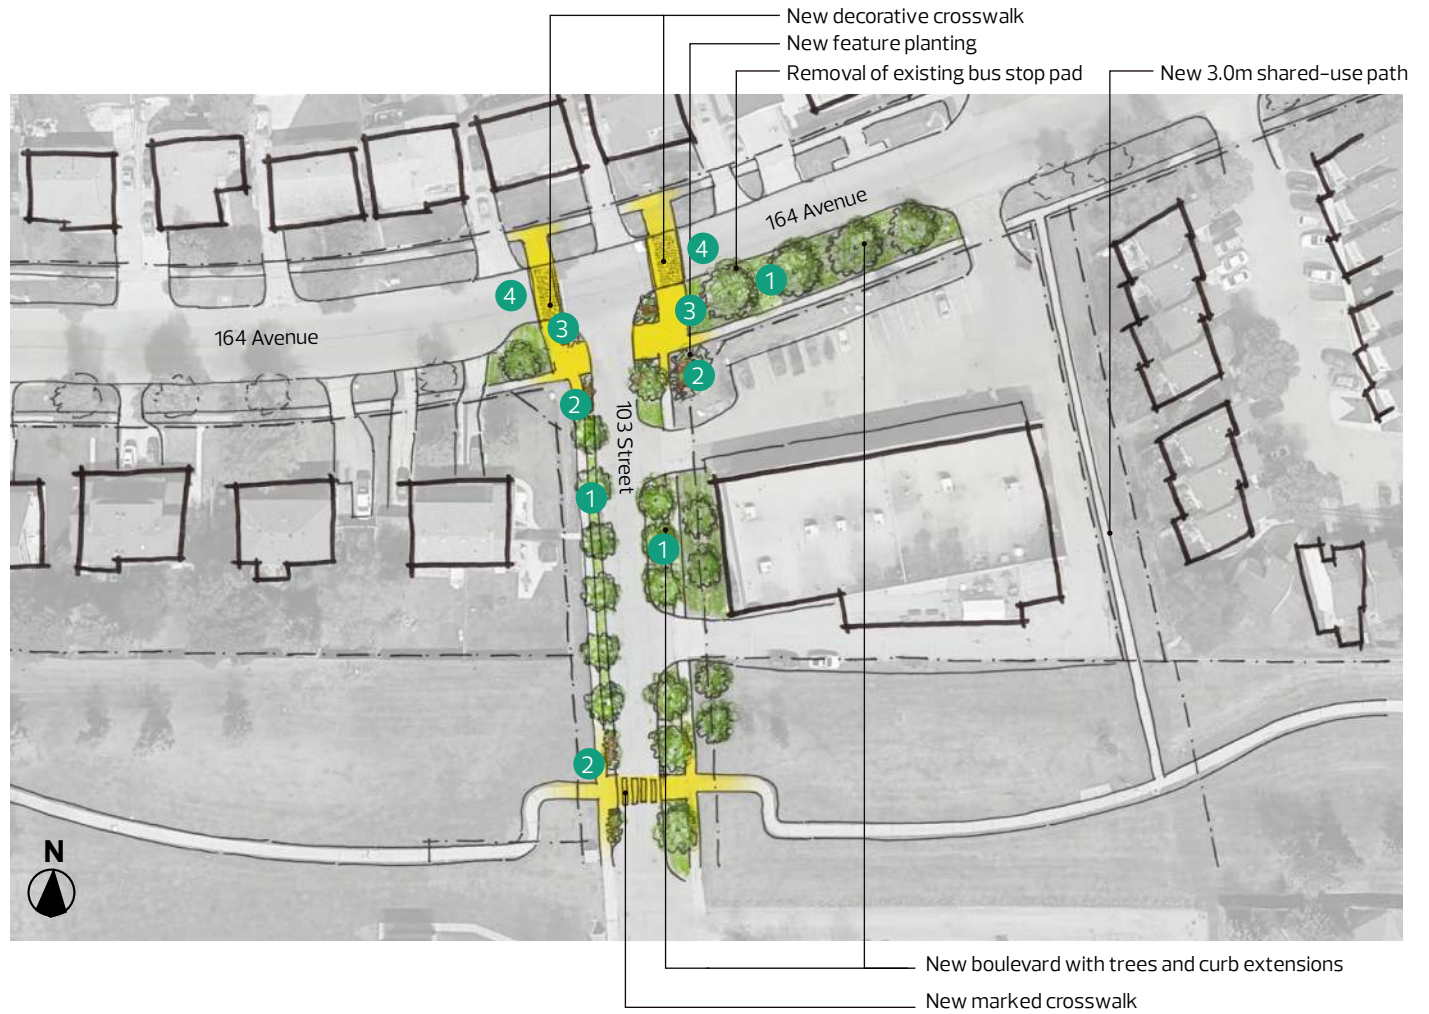 New decorative crosswalk
New feature planting
Removal of existing bus stop pad
New 3.0m shared-use path
164 Avenue
4
1
4
3
3
164 Avenue
2
2
103 Street
1
1
2
N
New boulevard with trees and curb extensions
New marked crosswalk